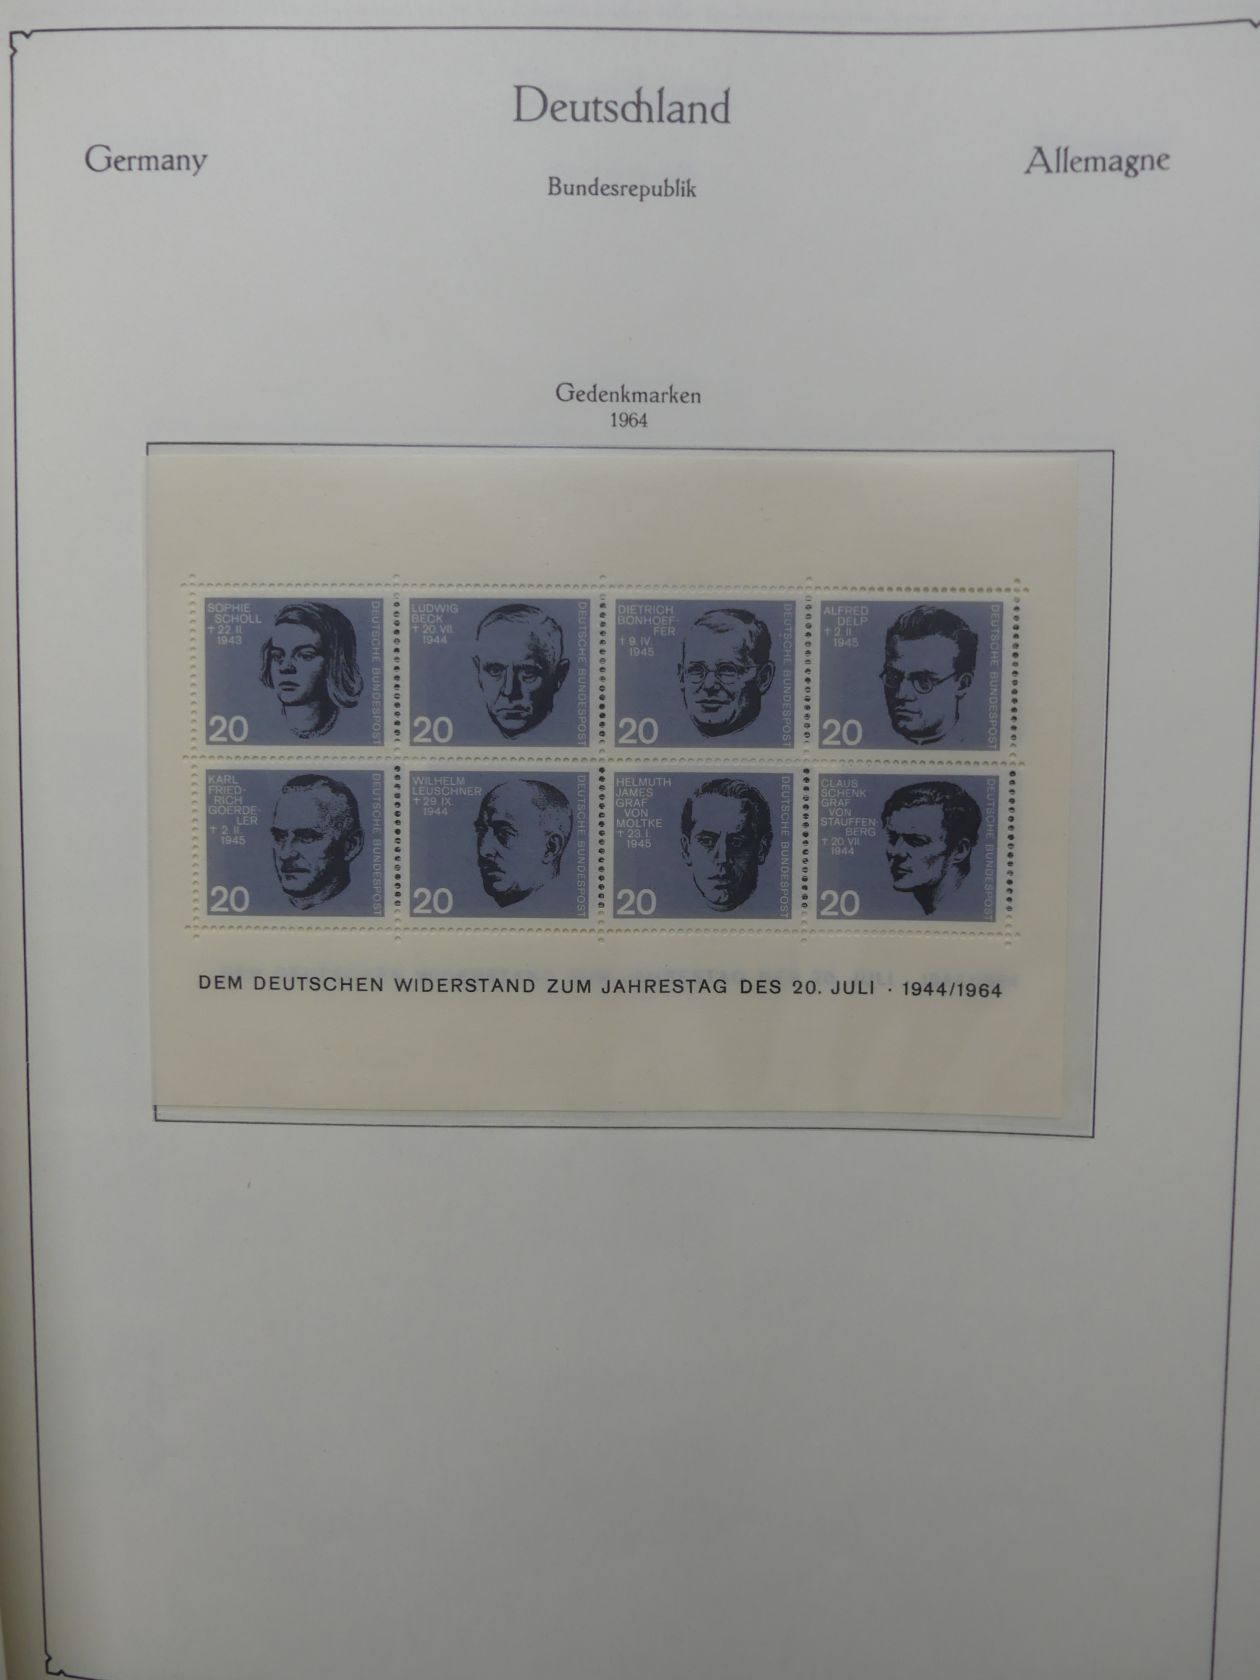 Deutschland
Germany
Allemagne
Bundesrepublik
Gedenkmarken
1964
SOPHIE
SCHOLL
† 22. II.
1943
DEUTSCHE BUNDESPOST
20
LUDWIG
BECK
† 20. VII.
1944
DEUTSCHE BUNDESPOST
20
DIETRICH
BONHOEF-
FER
† 9. IV.
1945
DEUTSCHE BUNDESPOST
20
ALFRED
DELP
† 2. II.
1945
DEUTSCHE BUNDESPOST
20
KARL
FRIED-
RICH
GOERDE-
LER
† 2. II.
1945
DEUTSCHE BUNDESPOST
20
WILHELM
LEUSCHNER
† 29. IX.
1944
DEUTSCHE BUNDESPOST
20
HELMUTH
JAMES
GRAF
VON
MOLTKE
† 23. I.
1945
DEUTSCHE BUNDESPOST
20
CLAUS
SCHENK
GRAF
VON
STAUFFEN-
BERG
† 20. VII.
1944
DEUTSCHE BUNDESPOST
20
DEM DEUTSCHEN WIDERSTAND ZUM JAHRESTAG DES 20. JULI · 1944/1964